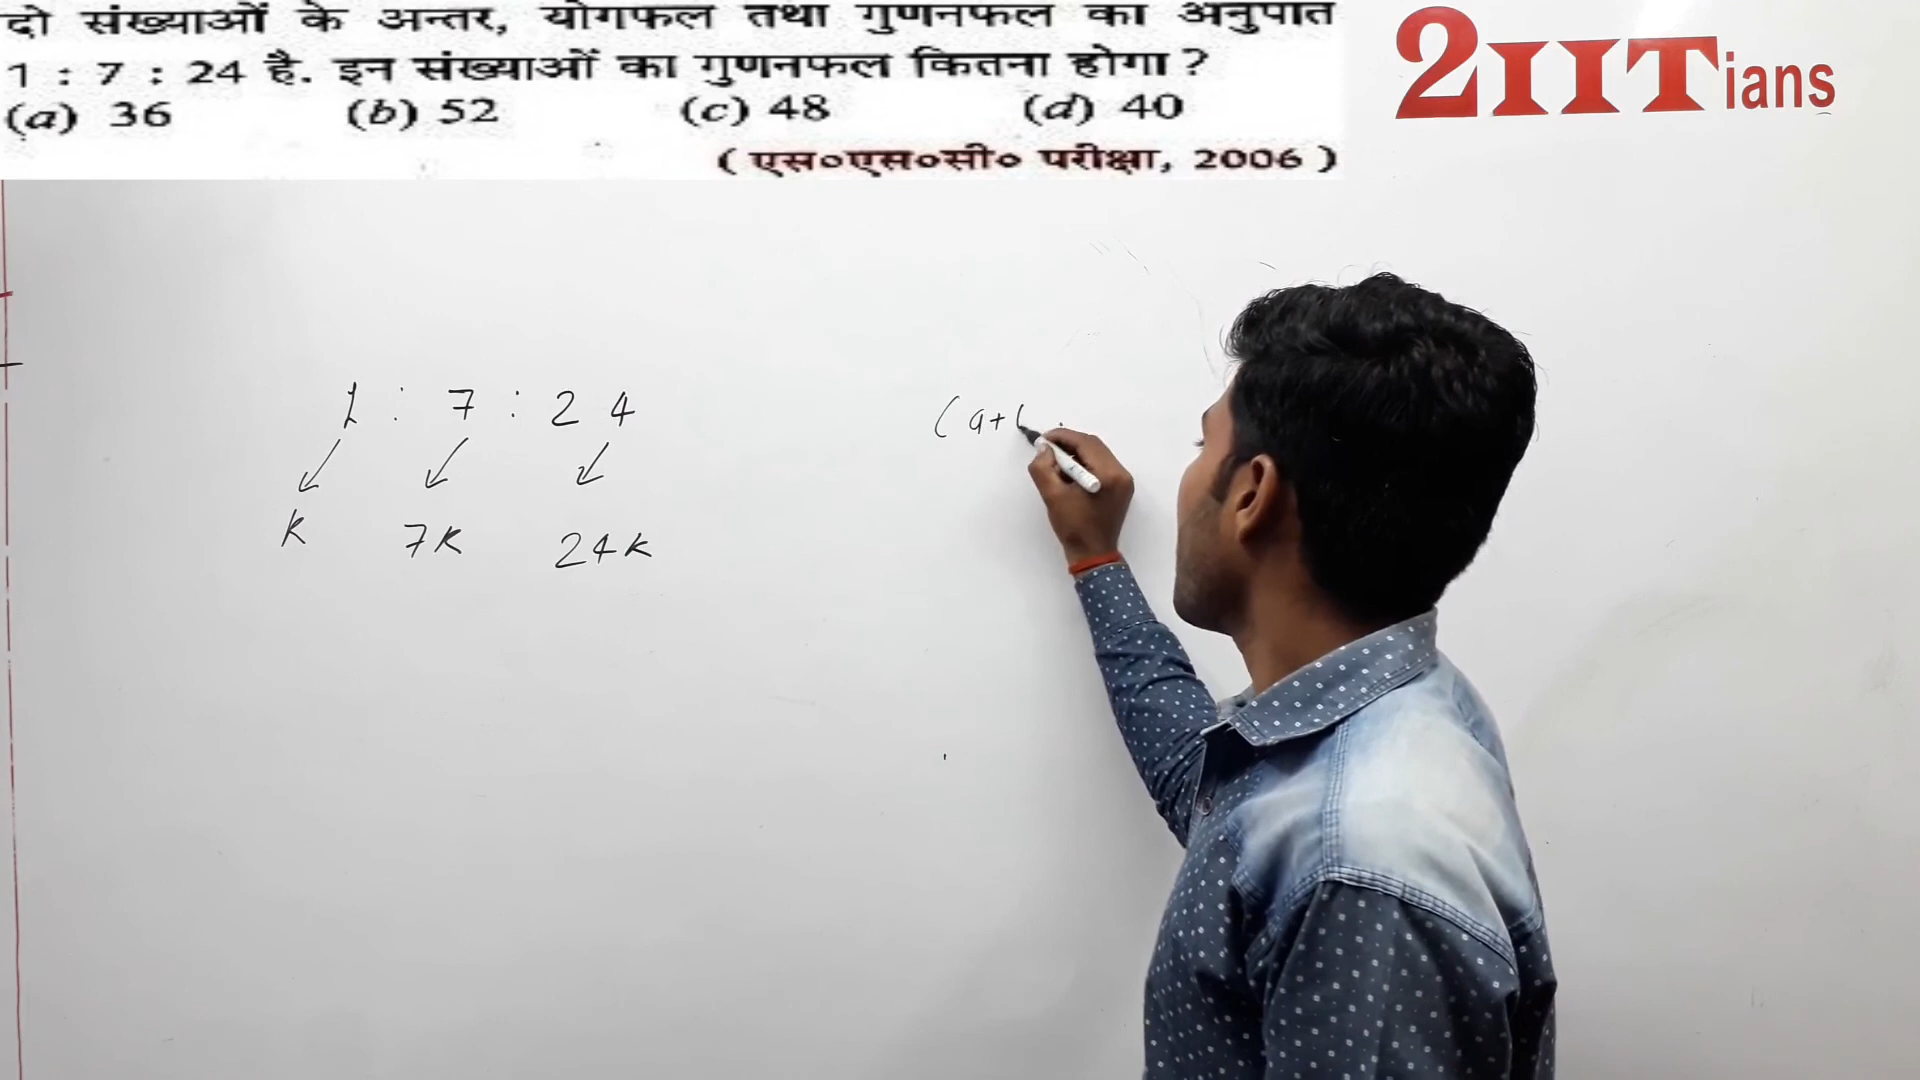 दो संख्याओं के अन्तर, योगफल तथा गुणनफल का अनुपात
1 : 7 : 24 है. इन संख्याओं का गुणनफल कितना होगा ?
(a) 36 (b) 52 (c) 48 (d) 40
( एस०एस०सी० परीक्षा, 2006 )
2IITians
1 : 7 : 24
K 7K 24K
(a+